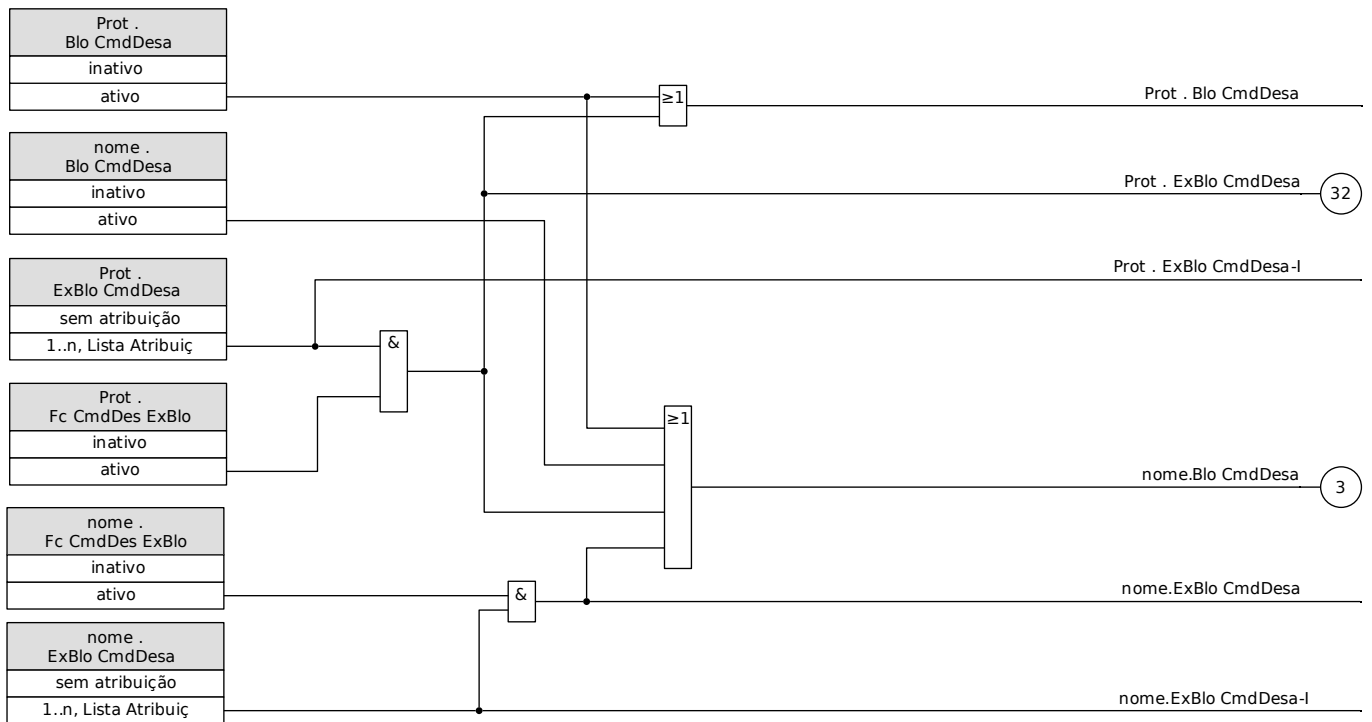 Prot .
Blo CmdDesa
inativo
ativo
≥1
Prot . Blo CmdDesa
nome .
Blo CmdDesa
inativo
ativo
Prot . ExBlo CmdDesa
32
Prot .
ExBlo CmdDesa
sem atribuição
1..n, Lista Atribuiç
Prot . ExBlo CmdDesa-I
&
Prot .
Fc CmdDes ExBlo
inativo
ativo
≥1
nome.Blo CmdDesa
3
nome .
Fc CmdDes ExBlo
inativo
ativo
&
nome.ExBlo CmdDesa
nome .
ExBlo CmdDesa
sem atribuição
1..n, Lista Atribuiç
nome.ExBlo CmdDesa-I